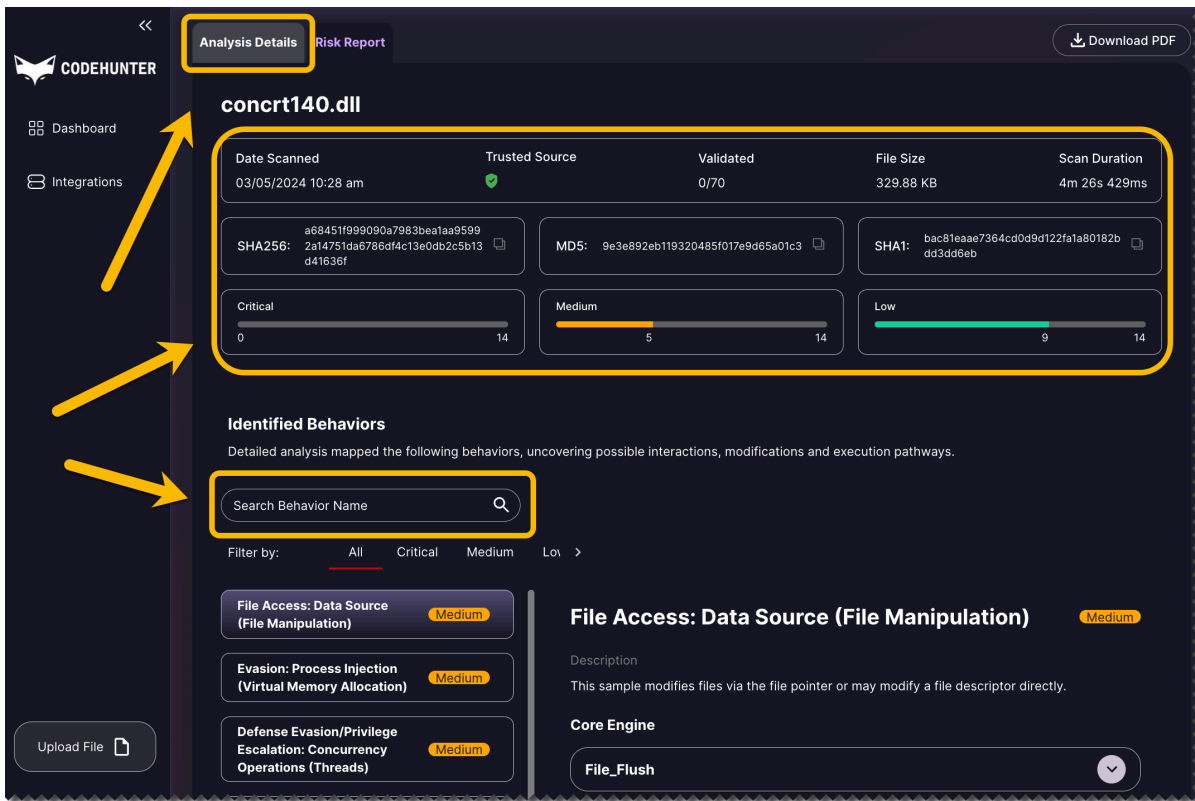 Analysis Details
Risk Report
Download PDF
CODEHUNTER
Dashboard
Integrations
Upload File
concrt140.dll
Date Scanned
03/05/2024 10:28 am
Trusted Source
Validated
0/70
File Size
329.88 KB
Scan Duration
4m 26s 429ms
SHA256:
a68451f999090a7983bea1aa9599
2a14751da6786df4c13e0db2c5b13
d41636f
MD5:
9e3e892eb119320485f017e9d65a01c3
SHA1:
bac81eaae7364cd0d9d122fa1a80182b
dd3dd6eb
Critical
0
14
Medium
5
14
Low
9
14
Identified Behaviors
Detailed analysis mapped the following behaviors, uncovering possible interactions, modifications and execution pathways.
Search Behavior Name
Filter by:
All
Critical
Medium
Lo
File Access: Data Source
(File Manipulation)
Medium
Evasion: Process Injection
(Virtual Memory Allocation)
Medium
Defense Evasion/Privilege
Escalation: Concurrency
Operations (Threads)
Medium
File Access: Data Source (File Manipulation)
Medium
Description
This sample modifies files via the file pointer or may modify a file descriptor directly.
Core Engine
File_Flush